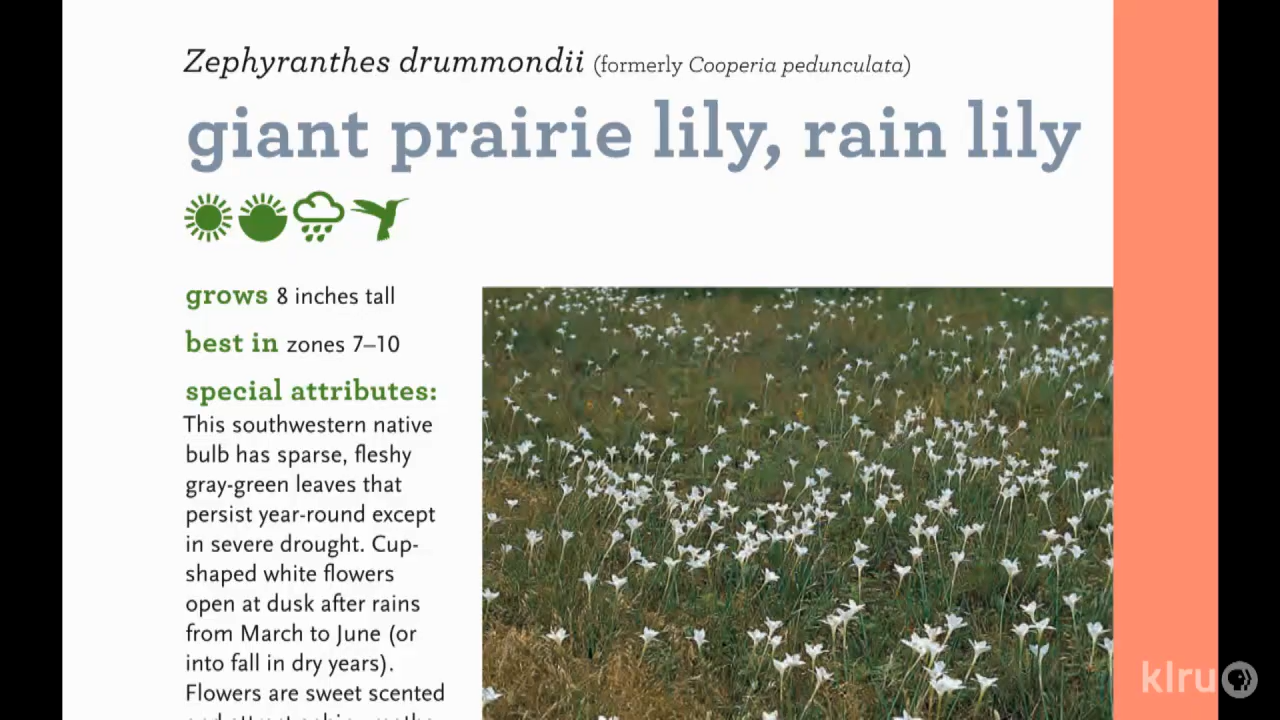 Zephyranthes drummondii (formerly Cooperia pedunculata)
giant prairie lily, rain lily
grows 8 inches tall
best in zones 7–10
special attributes:
This southwestern native
bulb has sparse, fleshy
gray-green leaves that
persist year-round except
in severe drought. Cup-
shaped white flowers
open at dusk after rains
from March to June (or
into fall in dry years).
Flowers are sweet scented
klru